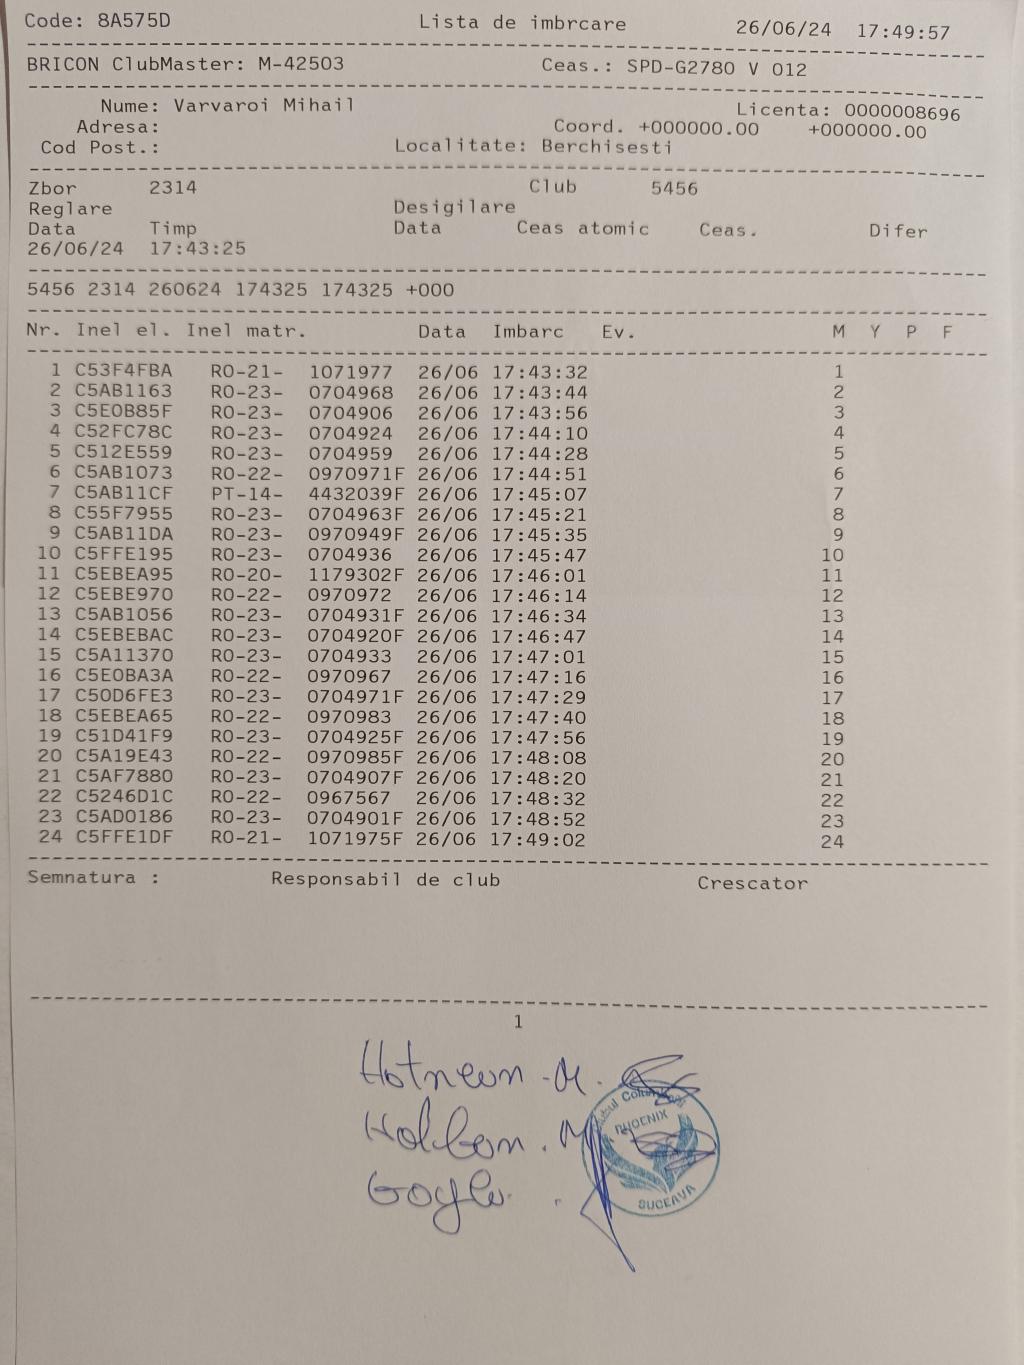 Code: 8A575D Lista de imbrcare 26/06/24 17:49:57
BRICON ClubMaster: M-42503 Ceas.: SPD-G2780 V 012
Nume: Varvaroi Mihail Licenta: 0000008696
Adresa: Coord. +000000.00 +000000.00
Cod Post.: Localitate: Berchisesti
Zbor 2314 Club 5456
Reglare Desigilare
Data Timp Data Ceas atomic Ceas. Difer
26/06/24 17:43:25
5456 2314 260624 174325 174325 +000
Nr. Inel el. Inel matr. Data Imbarc Ev. M Y P F
1 C53F4FBA RO-21- 1071977 26/06 17:43:32 1
2 C5AB1163 RO-23- 0704968 26/06 17:43:44 2
3 C5E0B85F RO-23- 0704906 26/06 17:43:56 3
4 C52FC78C RO-23- 0704924 26/06 17:44:10 4
5 C512E559 RO-23- 0704959 26/06 17:44:28 5
6 C5AB1073 RO-22- 0970971F 26/06 17:44:51 6
7 C5AB11CF PT-14- 4432039F 26/06 17:45:07 7
8 C55F7955 RO-23- 0704963F 26/06 17:45:21 8
9 C5AB11DA RO-23- 0970949F 26/06 17:45:35 9
10 C5FFE195 RO-23- 0704936 26/06 17:45:47 10
11 C5EBEA95 RO-20- 1179302F 26/06 17:46:01 11
12 C5EBE970 RO-22- 0970972 26/06 17:46:14 12
13 C5AB1056 RO-23- 0704931F 26/06 17:46:34 13
14 C5EBEBAC RO-23- 0704920F 26/06 17:46:47 14
15 C5A11370 RO-23- 0704933 26/06 17:47:01 15
16 C5E0BA3A RO-22- 0970967 26/06 17:47:16 16
17 C50D6FE3 RO-23- 0704971F 26/06 17:47:29 17
18 C5EBEA65 RO-22- 0970983 26/06 17:47:40 18
19 C51D41F9 RO-23- 0704925F 26/06 17:47:56 19
20 C5A19E43 RO-22- 0970985F 26/06 17:48:08 20
21 C5AF7880 RO-23- 0704907F 26/06 17:48:20 21
22 C5246D1C RO-22- 0967567 26/06 17:48:32 22
23 C5AD0186 RO-23- 0704901F 26/06 17:48:52 23
24 C5FFE1DF RO-21- 1071975F 26/06 17:49:02 24
Semnatura : Responsabil de club Crescator
1
PHOENIX
SUCEAVA